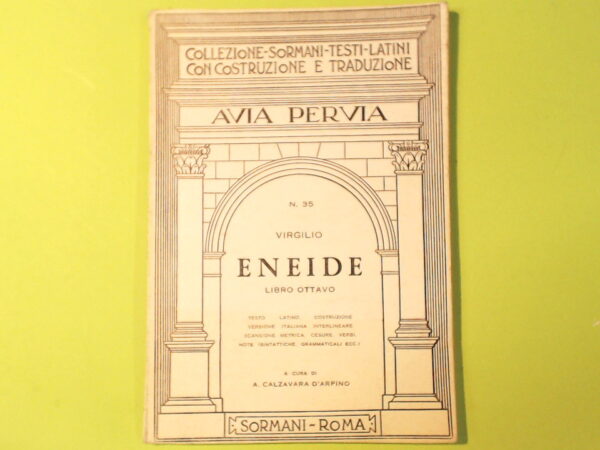 COLLEZIONE-SORMANI-TESTI-LATINI
CON COSTRUZIONE E TRADUZIONE
AVIA PERVIA
N. 35
VIRGILIO
ENEIDE
LIBRO OTTAVO
TESTO LATINO, COSTRUZIONE
VERSIONE ITALIANA INTERLINEARE
SCANSIONE METRICA, CESURE, VERBI,
NOTE (SINTATTICHE, GRAMMATICALI ECC.)
A CURA DI
A. CALZAVARA D'ARPINO
SORMANI-ROMA